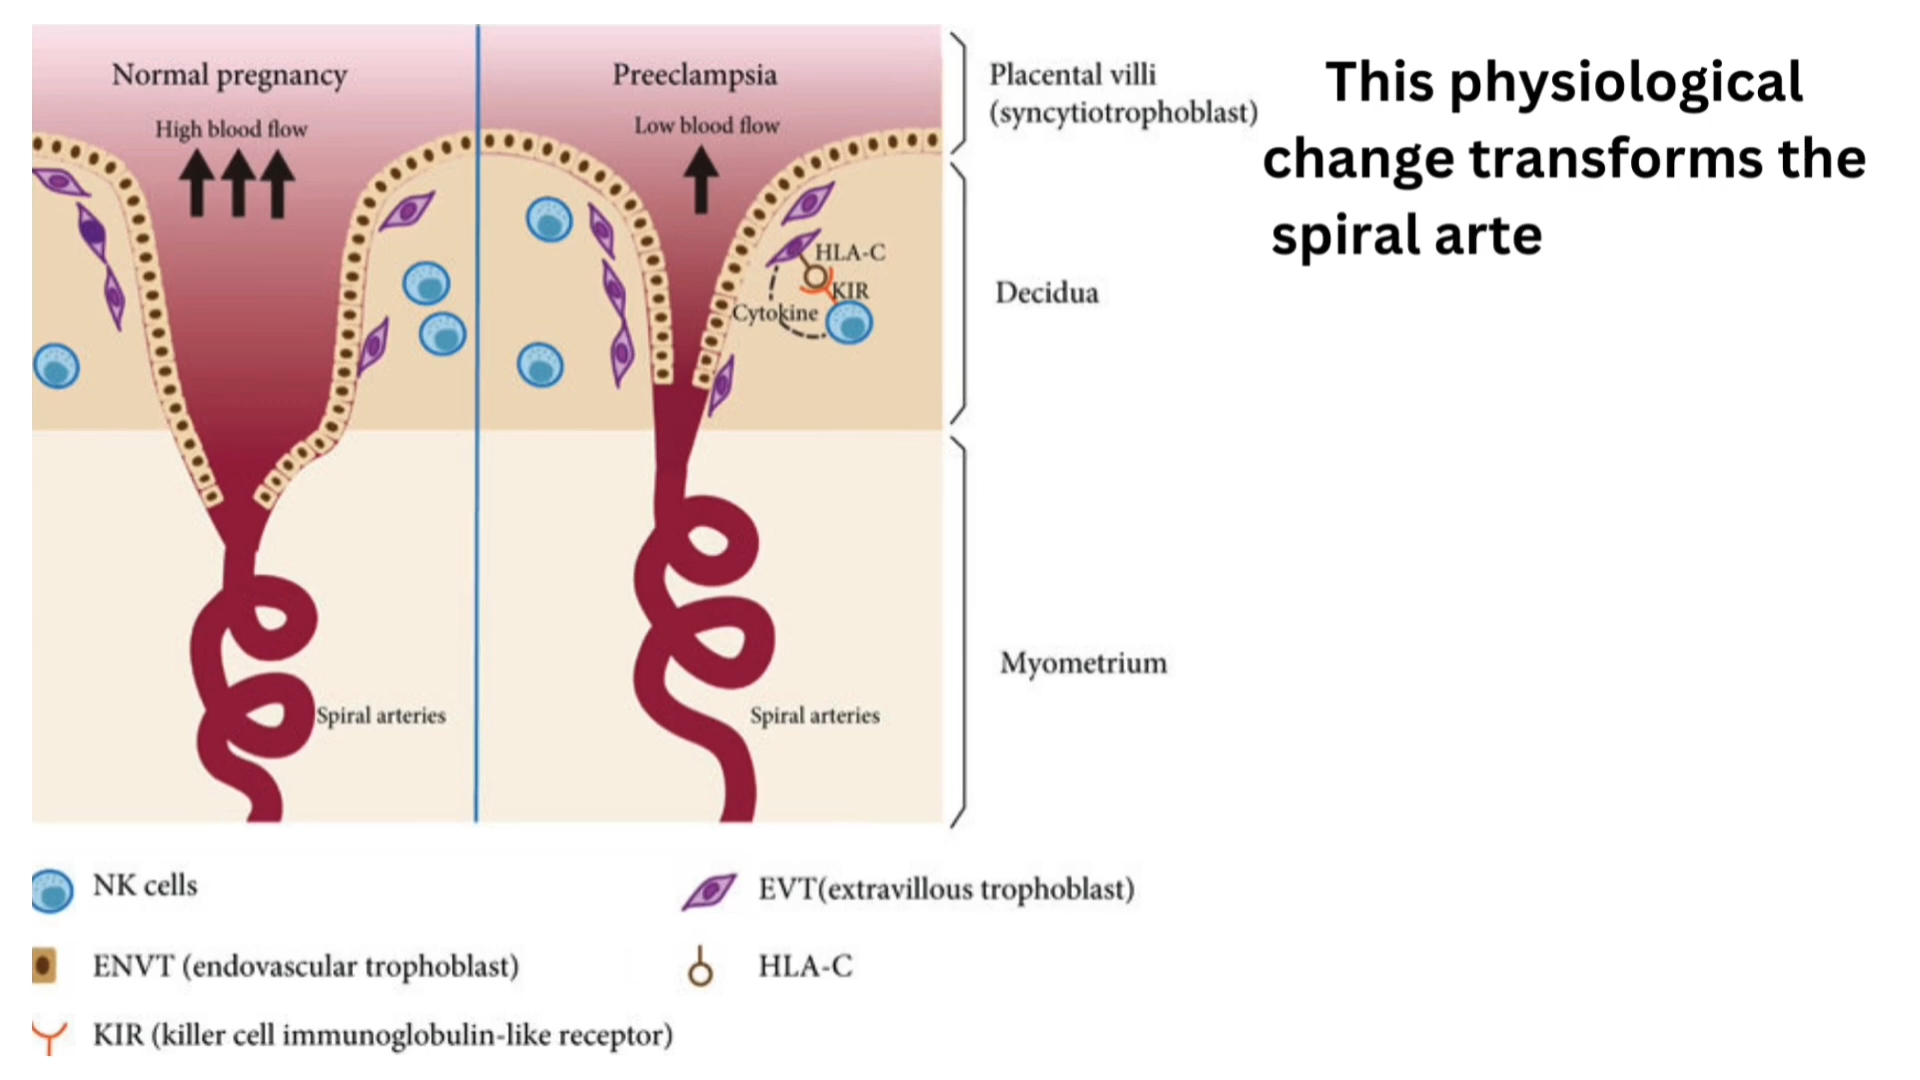 Normal pregnancy
High blood flow
Spiral arteries
Preeclampsia
Low blood flow
HLA-C
KIR
Cytokine
Spiral arteries
Placental villi
(syncytiotrophoblast)
Decidua
Myometrium
This physiological
change transforms the
spiral arte
NK cells
EVT(extravillous trophoblast)
ENVT (endovascular trophoblast)
HLA-C
KIR (killer cell immunoglobulin-like receptor)